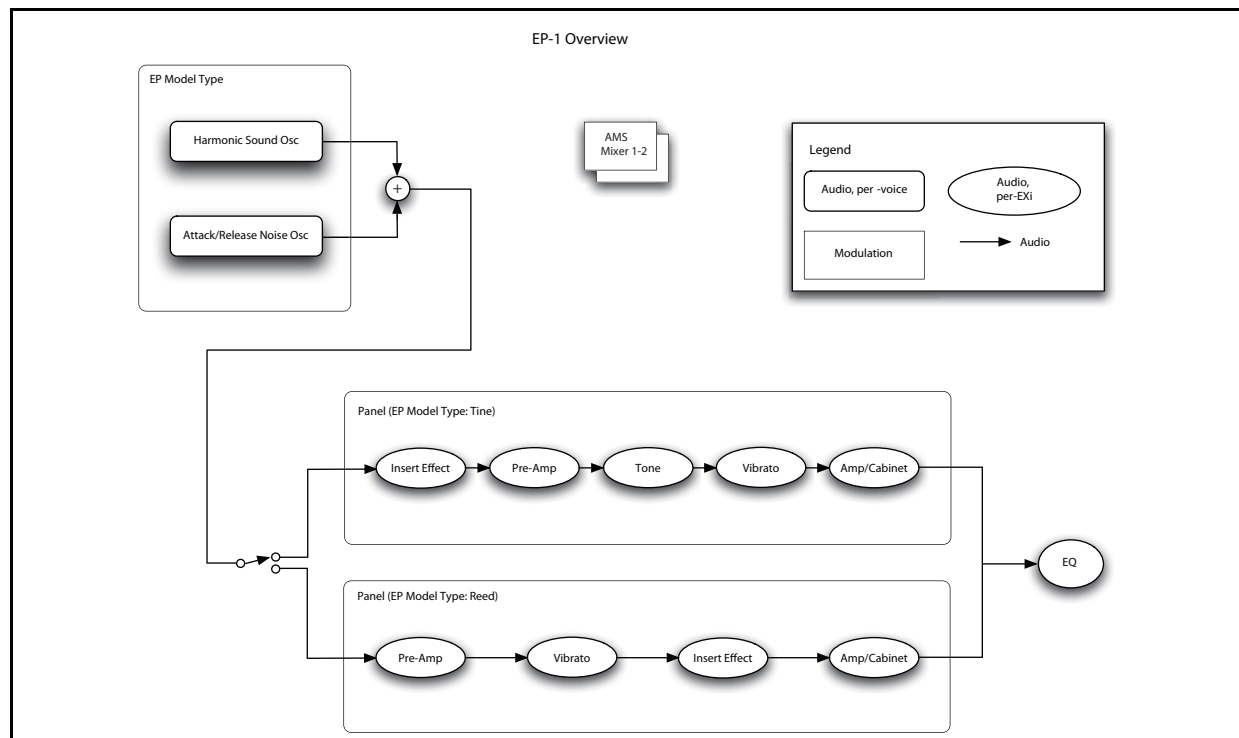 EP-1 Overview
EP Model Type
Harmonic Sound Osc
+
Attack/Release Noise Osc
AMS
Mixer 1-2
Legend
Audio, per -voice
Audio,
per-EXi
Modulation
Audio
Panel (EP Model Type: Tine)
Insert Effect
Pre-Amp
Tone
Vibrato
Amp/Cabinet
EQ
Panel (EP Model Type: Reed)
Pre-Amp
Vibrato
Insert Effect
Amp/Cabinet